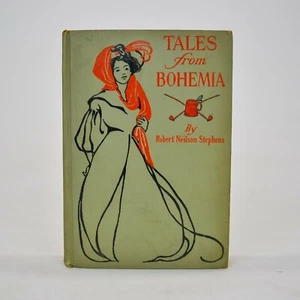 TALES
from
BOHEMIA
By
Robert Neilson Stephens